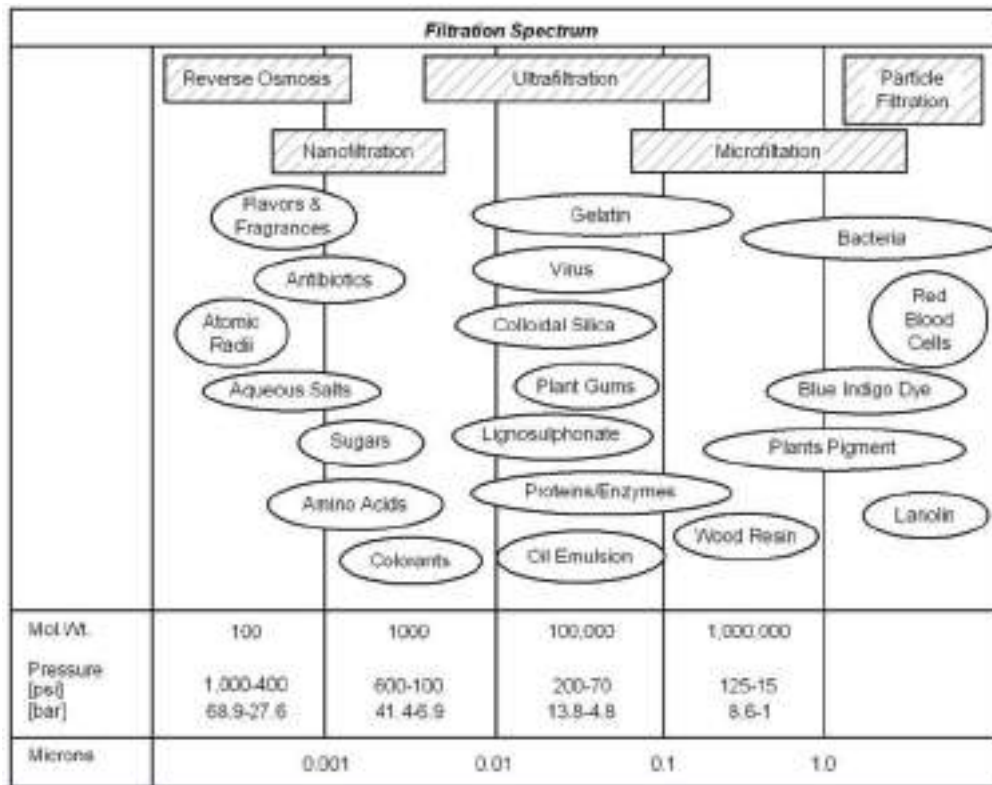 Filtration Spectrum
Reverse Osmosis
Ultrafiltration
Particle
Filtration
Nanofiltration
Microfiltation
Flavors &
Fragrances
Gelatin
Bacteria
Antibiotics
Virus
Atomic
Radii
Colloidal Silica
Red
Blood
Cells
Aqueous Salts
Plant Gums
Blue Indigo Dye
Sugars
Lignosulphonate
Plants Pigment
Amino Acids
Proteins/Enzymes
Lanolin
Colorants
Oil Emulsion
Wood Resin
Mol.Wt. 100 1000 100,000 1,000,000
Pressure
[psi] 1,000-400 600-100 200-70 125-15
[bar] 68.9-27.6 41.4-6.9 13.8-4.8 8.6-1
Microns 0.001 0.01 0.1 1.0